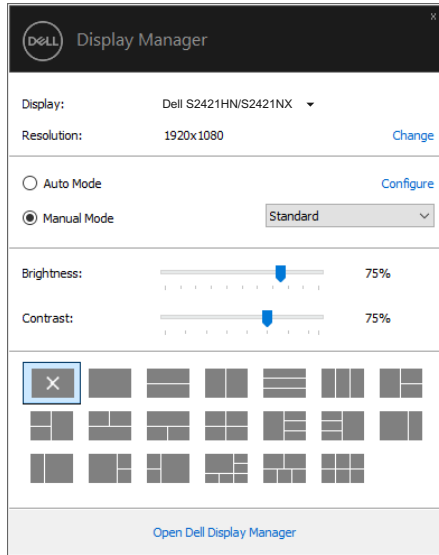 x
DELL Display Manager
Display: Dell S2421HN/S2421NX
Resolution: 1920x1080 Change
Auto Mode Configure
Manual Mode Standard
Brightness: 75%
Contrast: 75%
Open Dell Display Manager